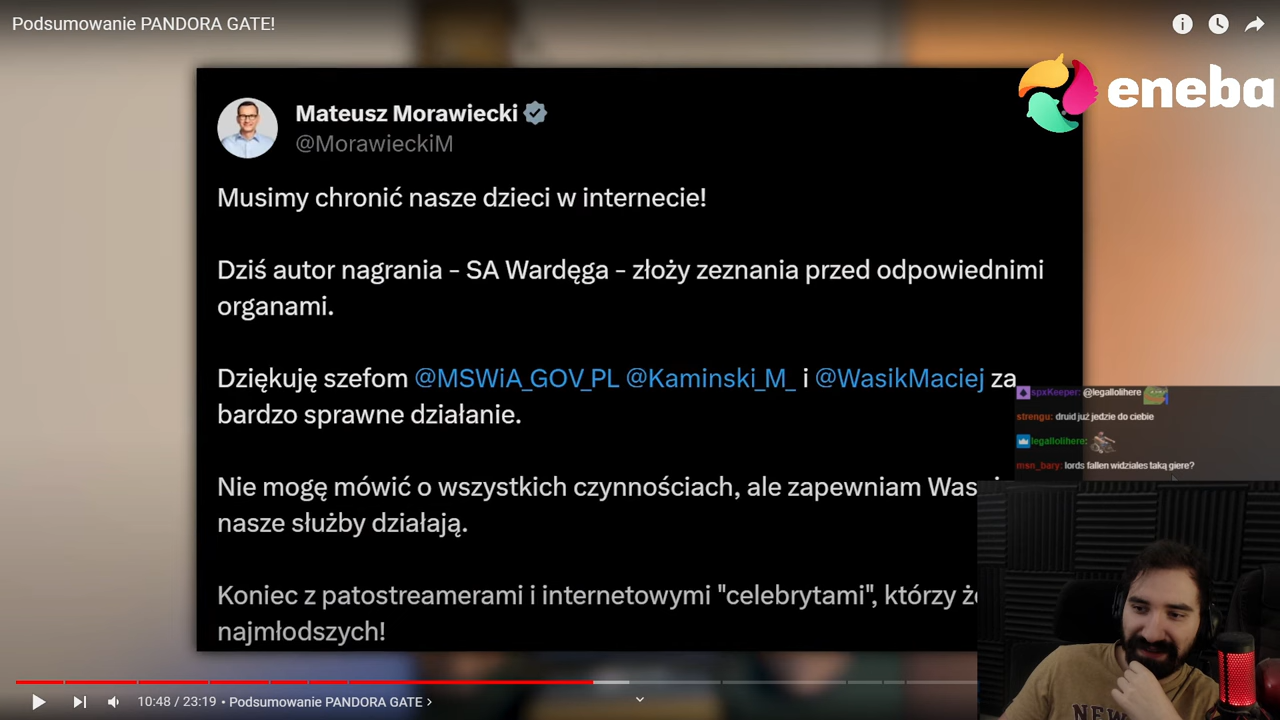 Podsumowanie PANDORA GATE!
eneba
Mateusz Morawiecki
@MorawieckiM
Musimy chronić nasze dzieci w internecie!
Dziś autor nagrania - SA Wardęga - złoży zeznania przed odpowiednimi
organami.
Dziękuję szefom @MSWiA_GOV_PL @Kaminski_M_ i @WasikMaciej za
bardzo sprawne działanie.
spxKeeper: @legallolihere
strengu: druid już jedzie do ciebie
legallolihere:
msn_bary: lords fallen widziales taką giere?
Nie mogę mówić o wszystkich czynnościach, ale zapewniam
nasze służby działają.
Koniec z patostreamerami i internetowymi "celebrytami", którzy
najmłodszych!
10:48 / 23:19 • Podsumowanie PANDORA GATE >
NEW